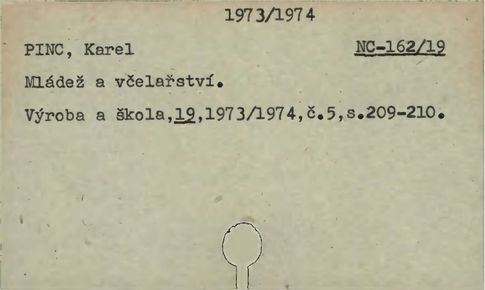 1973/1974
PINC, Karel NC-162/19
Mládež a včelařství.
Výroba a škola,19,1973/1974,č.5,s.209-210.